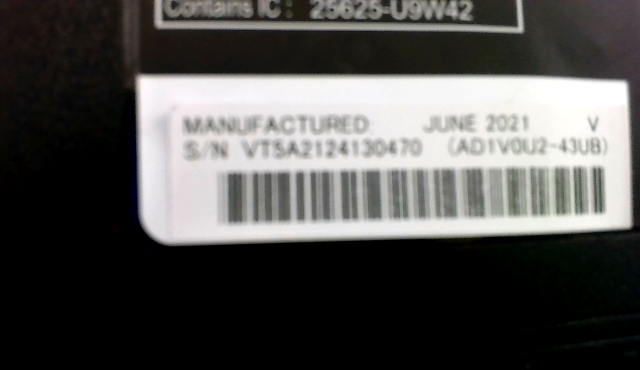 Contains IC: 25625-U9W42
MANUFACTURED: JUNE 2021 V
S/N VTSA2124130470 (AD1V0U2-43UB)